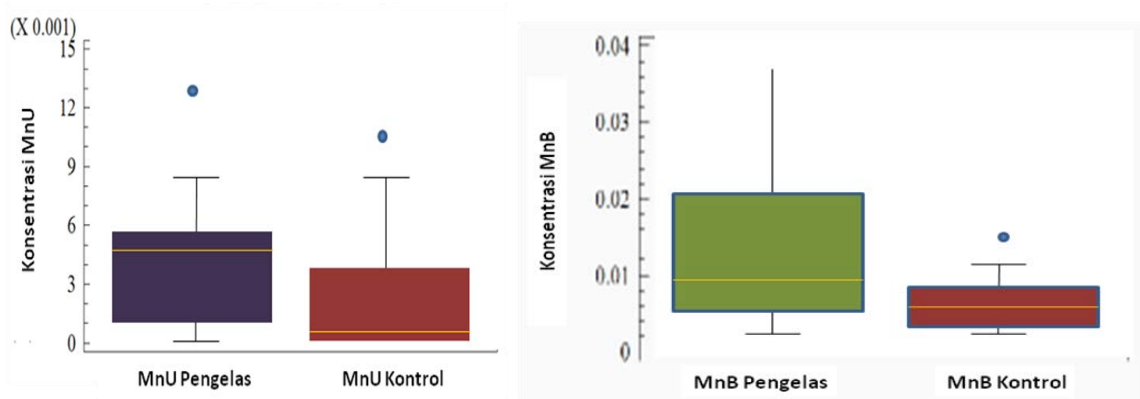 (X 0.001)
15
12
9
6
3
0
Konsentrasi MnU
MnU Pengelas
MnU Kontrol
0.04
0.03
0.02
0.01
0
Konsentrasi MnB
MnB Pengelas
MnB Kontrol